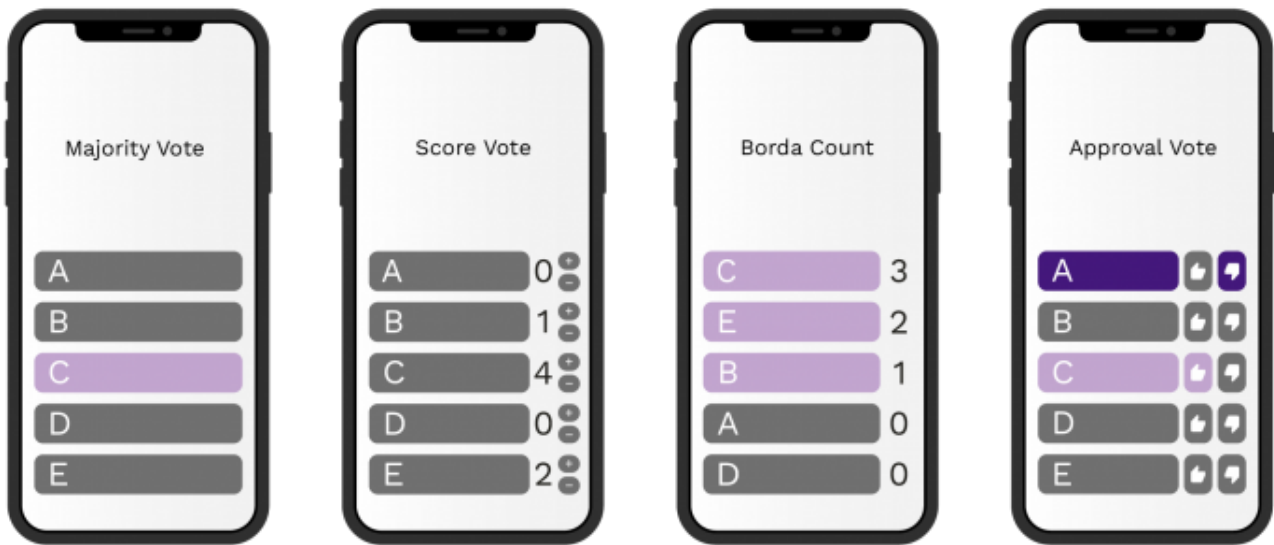 Majority Vote
A
B
C
D
E
Score Vote
A 0 + −
B 1 + −
C 4 + −
D 0 + −
E 2 + −
Borda Count
C 3
E 2
B 1
A 0
D 0
Approval Vote
A
B
C
D
E